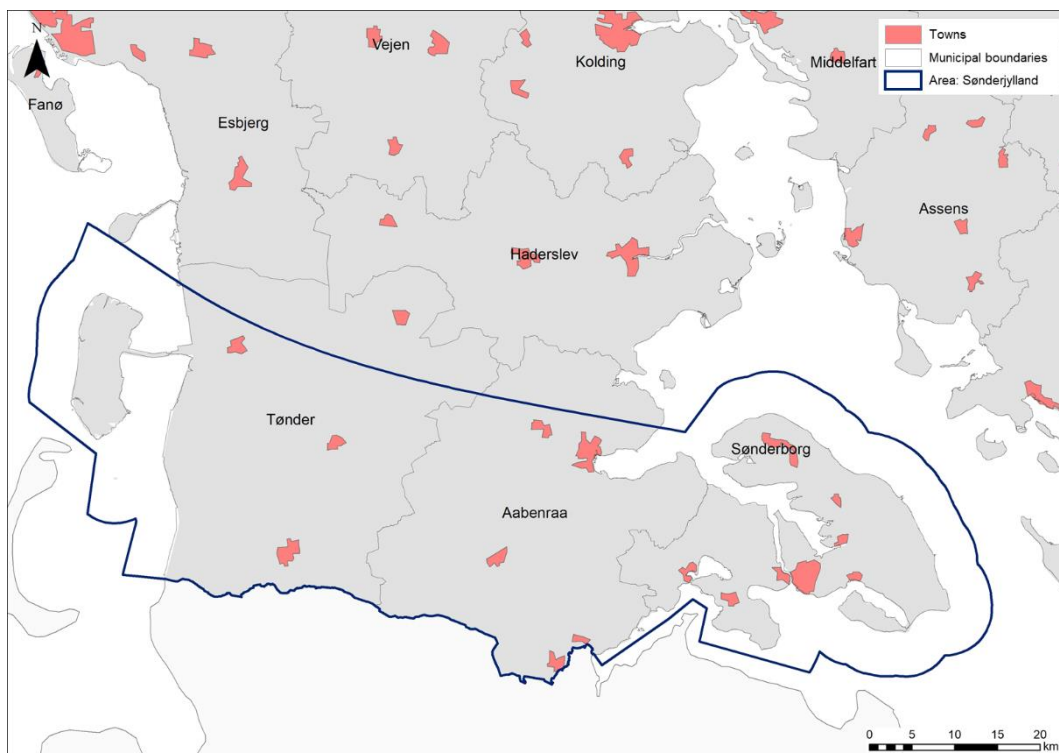 N
Fanø
Esbjerg
Vejen
Kolding
Middelfart
Towns
Municipal boundaries
Area: Sønderjylland
Assens
Haderslev
Tønder
Sønderborg
Aabenraa
0 5 10 20
km